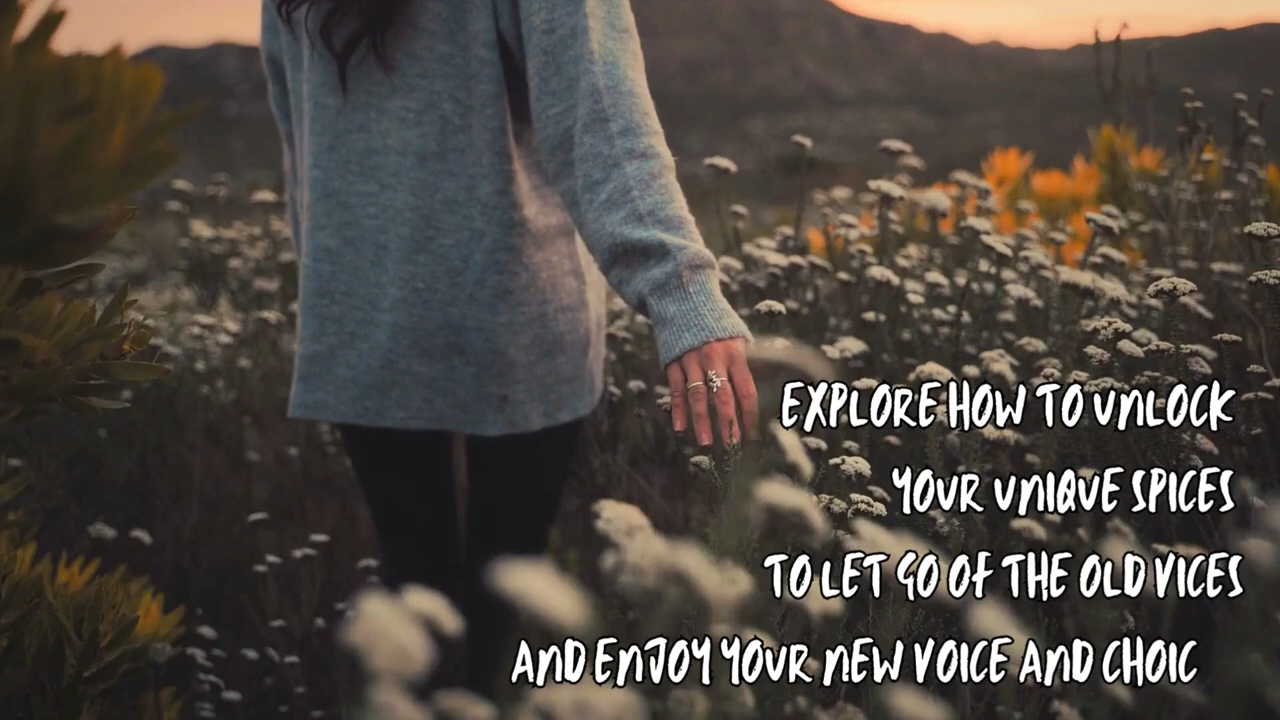 EXPLORE HOW TO UNLOCK
YOUR UNIQUE SPICES
TO LET GO OF THE OLD VICES
AND ENJOY YOUR NEW VOICE AND CHOIC